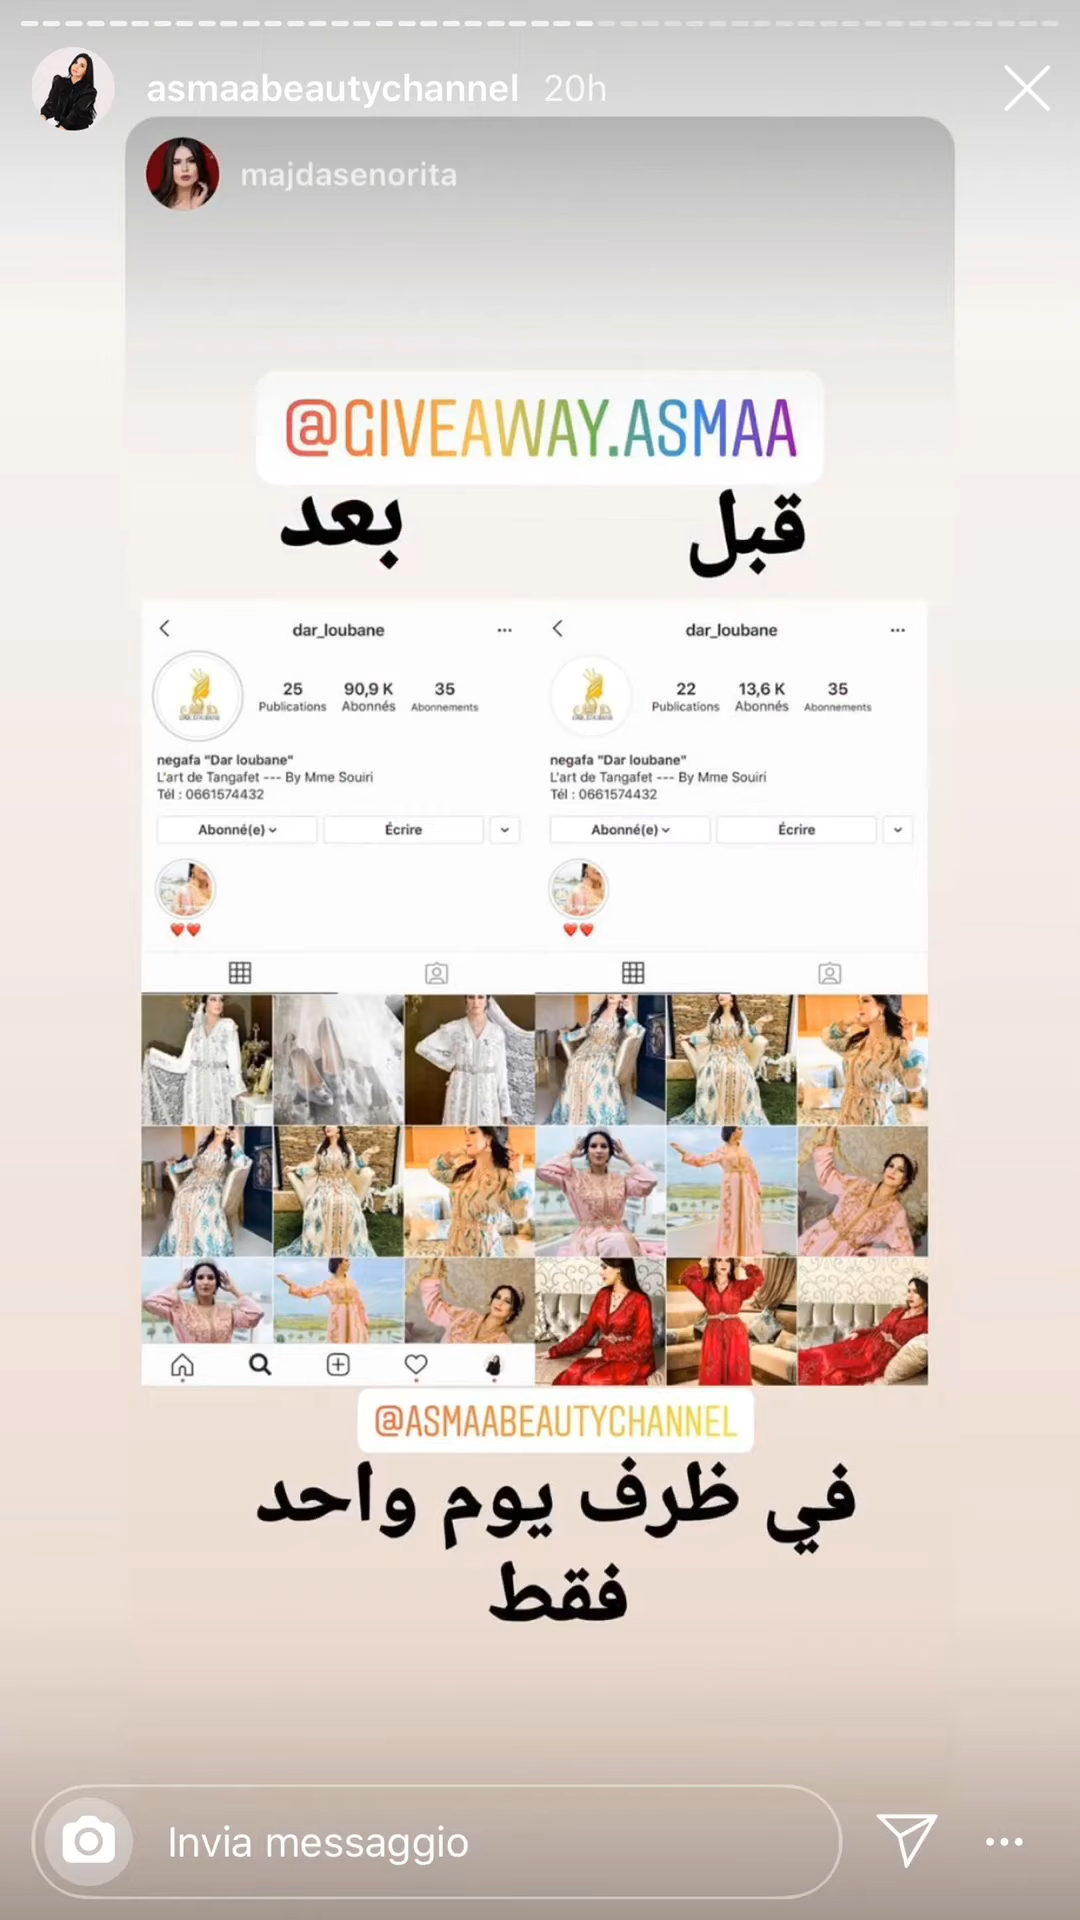 asmaabeautychannel 20h
majdasenorita
@GIVEAWAY.ASMAA
قبل
بعد
dar_loubane
25 90,9 K 35
Publications Abonnés Abonnements
negafa "Dar loubane"
L'art de Tangafet --- By Mme Souiri
Tél : 0661574432
Abonné(e) Écrire
dar_loubane
22 13,6 K 35
Publications Abonnés Abonnements
negafa "Dar loubane"
L'art de Tangafet --- By Mme Souiri
Tél : 0661574432
Abonné(e) Écrire
@ASMAABEAUTYCHANNEL
في ظرف يوم واحد
فقط
Invia messaggio